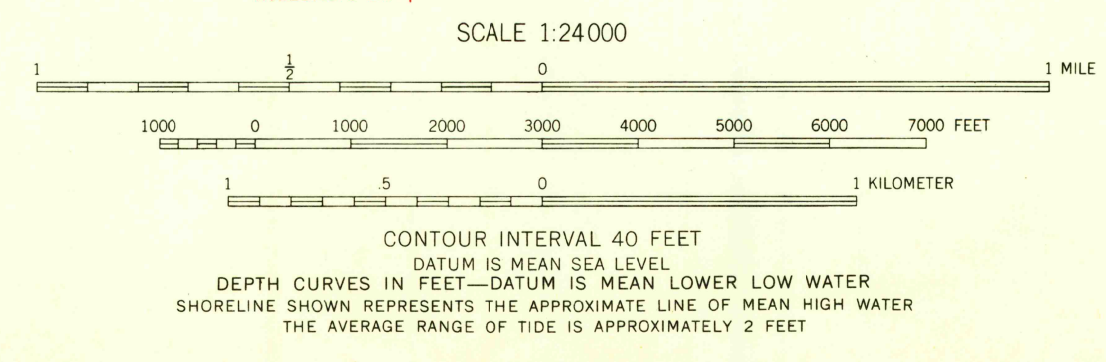 SCALE 1:24000
1 1/2 0 1 MILE
1000 0 1000 2000 3000 4000 5000 6000 7000 FEET
1 .5 0 1 KILOMETER
CONTOUR INTERVAL 40 FEET
DATUM IS MEAN SEA LEVEL
DEPTH CURVES IN FEET—DATUM IS MEAN LOWER LOW WATER
SHORELINE SHOWN REPRESENTS THE APPROXIMATE LINE OF MEAN HIGH WATER
THE AVERAGE RANGE OF TIDE IS APPROXIMATELY 2 FEET